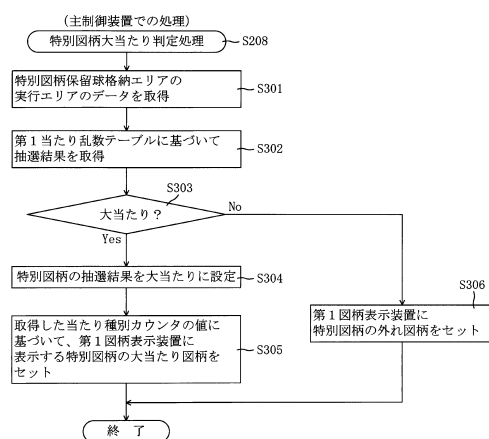 (主制御装置での処理)
特別図柄大当たり判定処理
S208
特別図柄保留球格納エリアの
実行エリアのデータを取得
S301
第1当たり乱数テーブルに基づいて
抽選結果を取得
S302
S303
大当たり?
No
Yes
特別図柄の抽選結果を大当たりに設定
S304
S306
第1図柄表示装置に
特別図柄の外れ図柄をセット
取得した当たり種別カウンタの値に
基づいて、第1図柄表示装置に
表示する特別図柄の大当たり図柄を
セット
S305
終 了